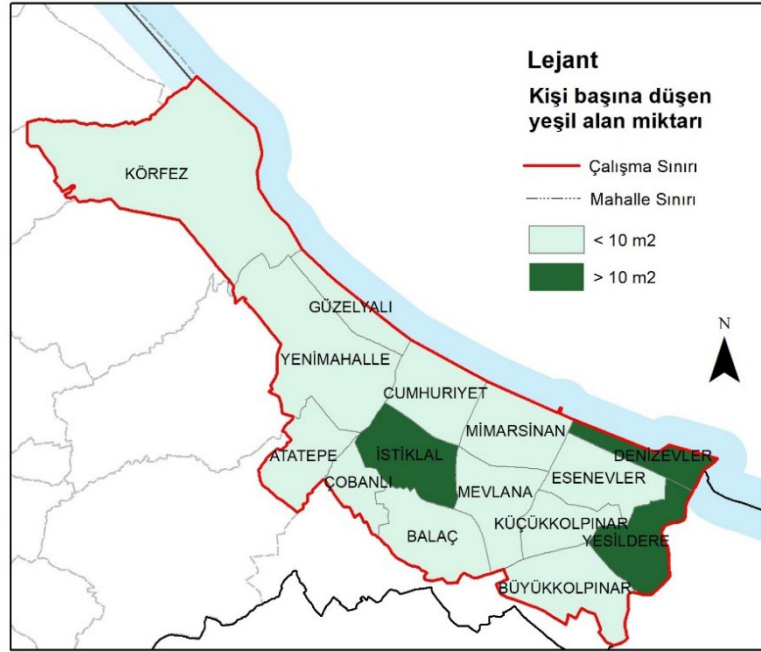 Lejant
Kişi başına düşen
yeşil alan miktarı
Çalışma Sınırı
Mahalle Sınırı
< 10 m2
> 10 m2
N
KÖRFEZ
GÜZELYALI
YENİMAHALLE
CUMHURİYET
MİMARSİNAN
ATATEPE
İSTİKLAL
DENİZEVLER
ÇOBANLI
MEVLANA
ESENEVLER
BALAÇ
KÜÇÜKKOLPINAR
YESİLDERE
BÜYÜKKOLPINAR